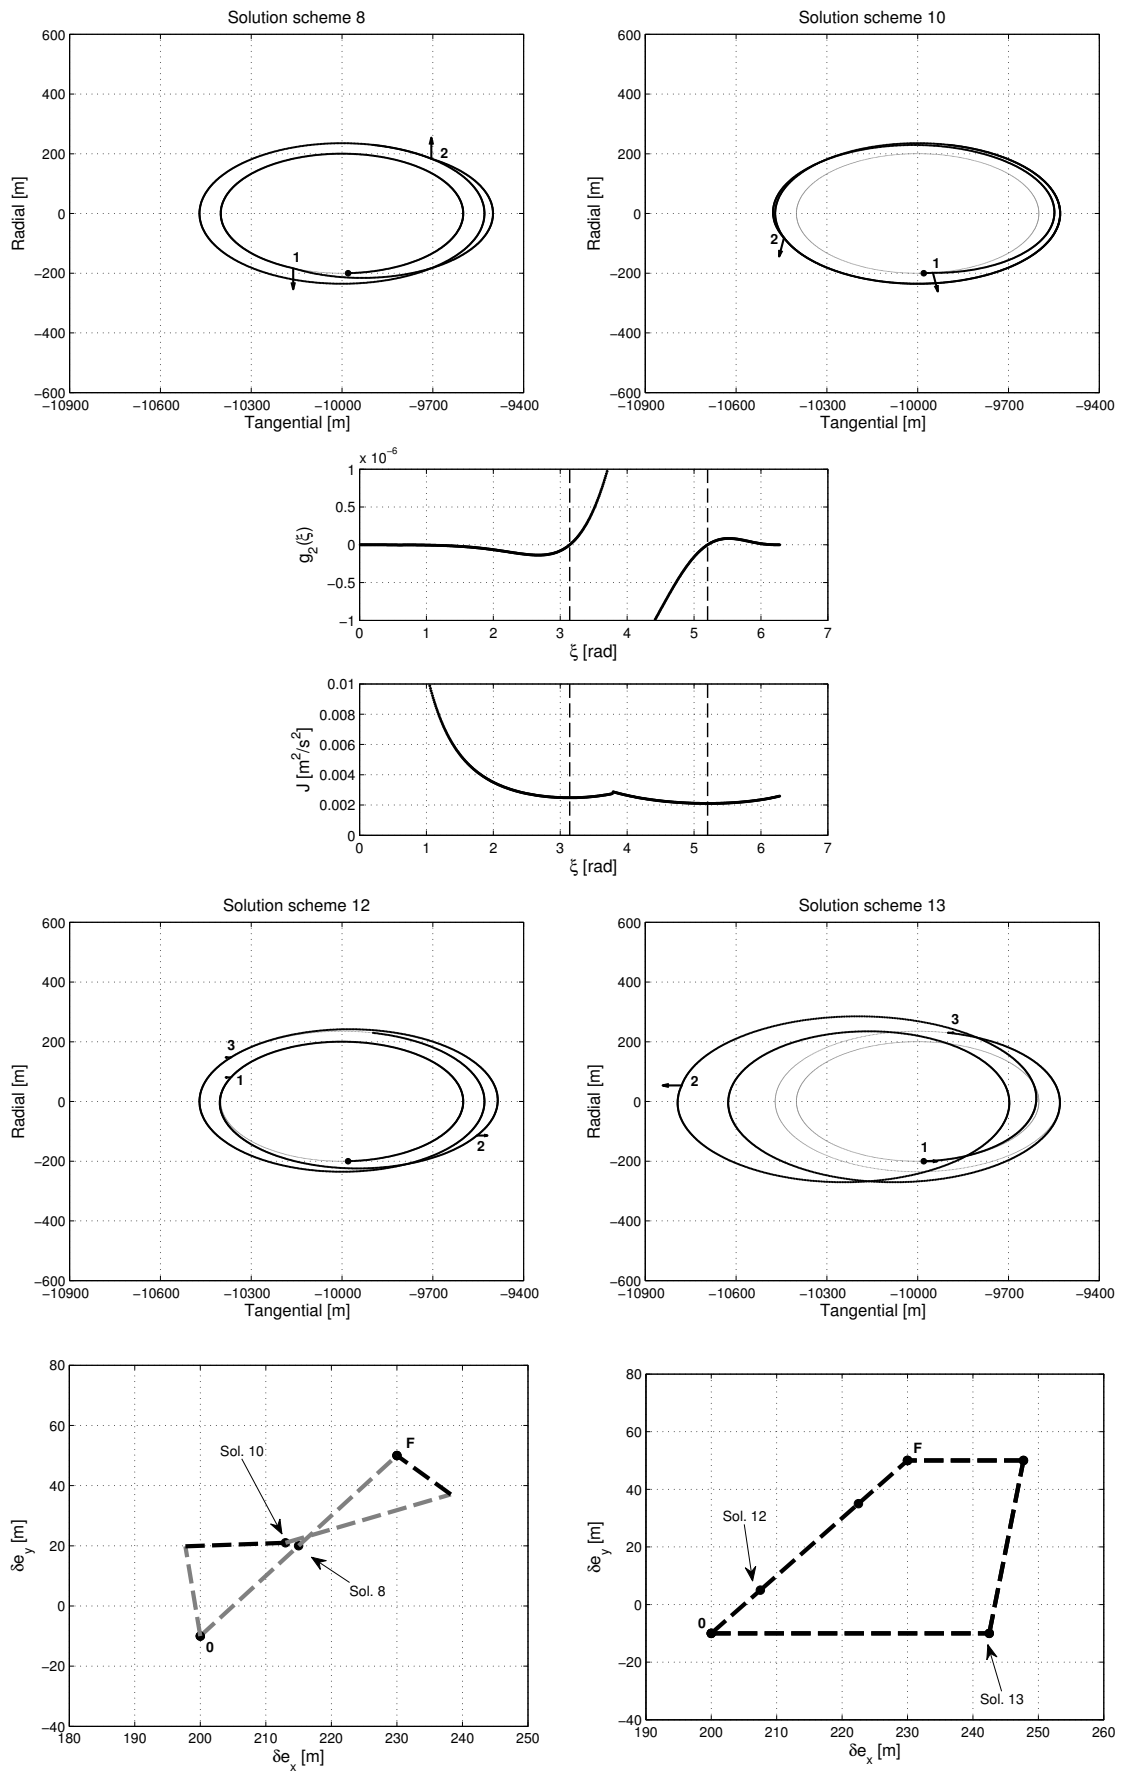 Solution scheme 8
600
400
200
0
−200
−400
−600
Radial [m]
1
2
−10900 −10600 −10300 −10000 −9700 −9400
Tangential [m]
Solution scheme 10
600
400
200
0
−200
−400
−600
Radial [m]
2
1
−10900 −10600 −10300 −10000 −9700 −9400
Tangential [m]
x 10−6
1
0.5
0
−0.5
−1
g2(ξ)
0 1 2 3 4 5 6 7
ξ [rad]
0.01
0.008
0.006
0.004
0.002
0
J [m2/s2]
0 1 2 3 4 5 6 7
ξ [rad]
Solution scheme 12
600
400
200
0
−200
−400
−600
Radial [m]
3
1
2
−10900 −10600 −10300 −10000 −9700 −9400
Tangential [m]
Solution scheme 13
600
400
200
0
−200
−400
−600
Radial [m]
3
2
1
−10900 −10600 −10300 −10000 −9700 −9400
Tangential [m]
80
60
40
20
0
−20
−40
δey [m]
F
Sol. 10
Sol. 8
0
180 190 200 210 220 230 240 250
δex [m]
80
60
40
20
0
−20
−40
δey [m]
F
Sol. 12
0
Sol. 13
190 200 210 220 230 240 250 260
δex [m]